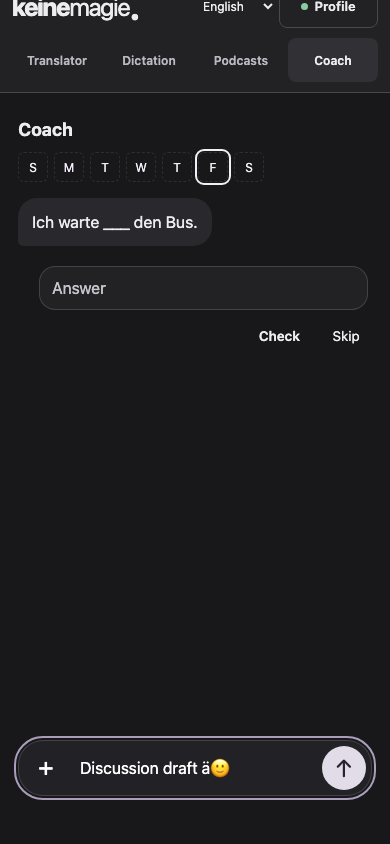 keinemagie.
English
Profile
Translator
Dictation
Podcasts
Coach
Coach
S M T W T F S
Ich warte ___ den Bus.
Answer
Check
Skip
+
Discussion draft ä🙂